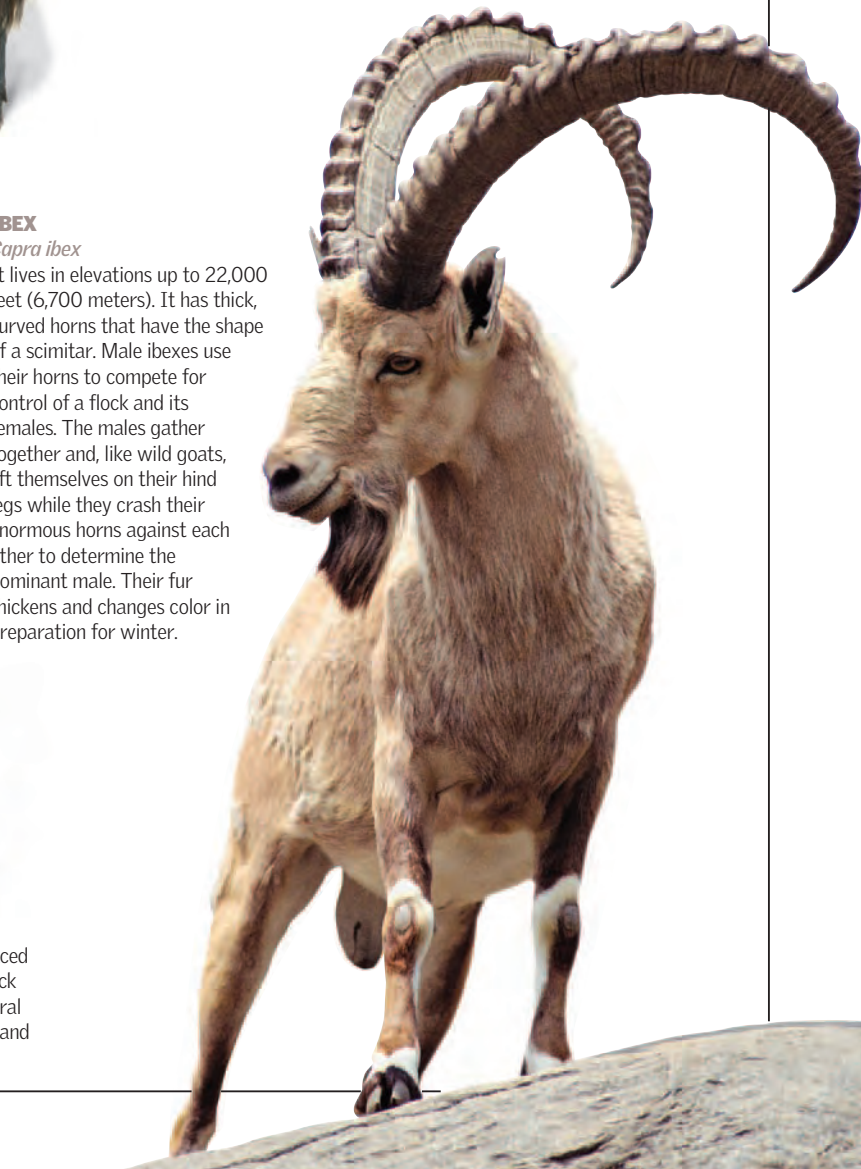 BEX
apra ibex
t lives in elevations up to 22,000
eet (6,700 meters). It has thick,
urved horns that have the shape
f a scimitar. Male ibexes use
heir horns to compete for
ontrol of a flock and its
emales. The males gather
ogether and, like wild goats,
ft themselves on their hind
egs while they crash their
normous horns against each
ther to determine the
ominant male. Their fur
hickens and changes color in
reparation for winter.
ced
ck
ral
and